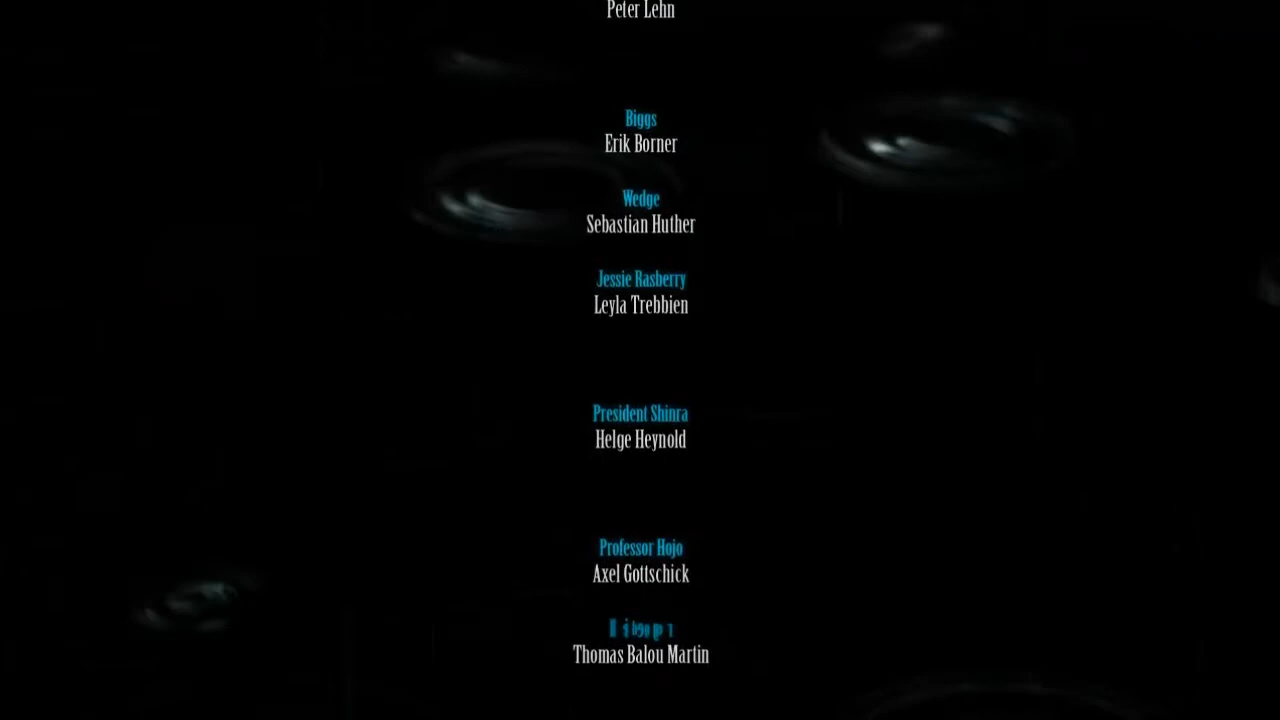 Peter Lehn
Biggs
Erik Borner
Wedge
Sebastian Huther
Jessie Rasberry
Leyla Trebbien
President Shinra
Helge Heynold
Professor Hojo
Axel Gottschick
Thomas Balou Martin